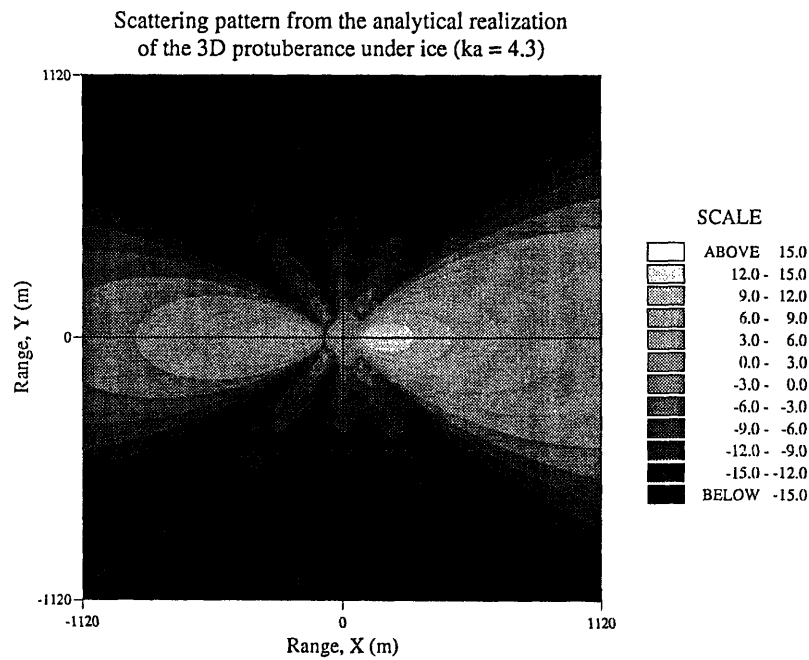 Scattering pattern from the analytical realization
of the 3D protuberance under ice (ka = 4.3)
1120
0
-1120
Range, Y (m)
-1120
0
1120
Range, X (m)
SCALE
ABOVE 15.0
12.0 - 15.0
9.0 - 12.0
6.0 - 9.0
3.0 - 6.0
0.0 - 3.0
-3.0 - 0.0
-6.0 - -3.0
-9.0 - -6.0
-12.0 - -9.0
-15.0 - -12.0
BELOW -15.0